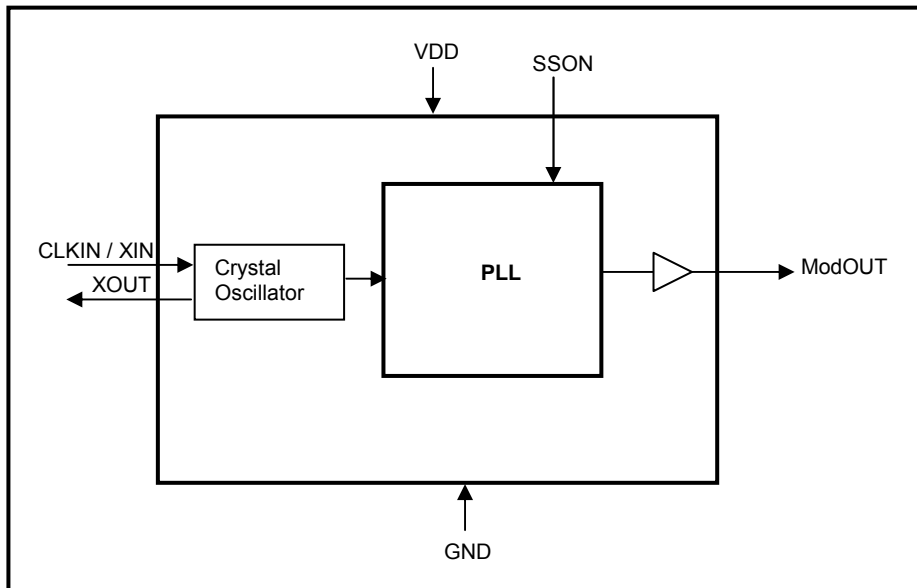 VDD
SSON
CLKIN / XIN
XOUT
Crystal
Oscillator
PLL
ModOUT
GND